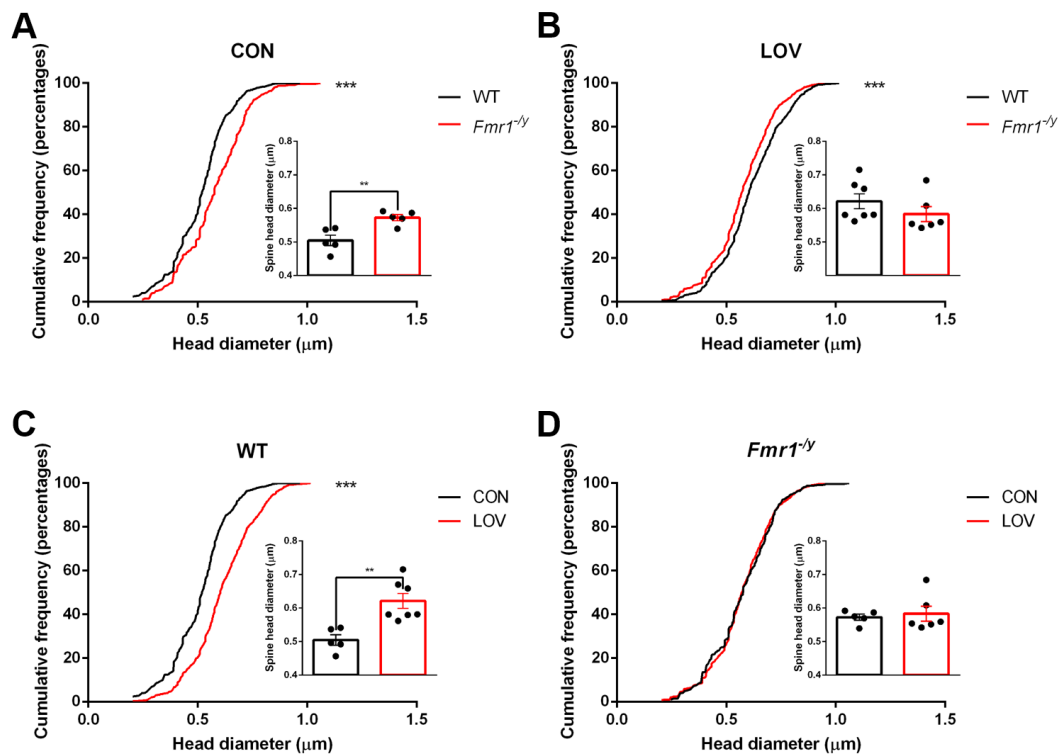 A
CON
Cumulative frequency (percentages)
100
80
60
40
20
0
0.0
0.5
1.0
1.5
Head diameter (μm)
***
WT
Fmr1-/y
Spine head diameter (μm)
0.8
0.7
0.6
0.5
0.4
**
B
LOV
Cumulative frequency (percentages)
100
80
60
40
20
0
0.0
0.5
1.0
1.5
Head diameter (μm)
***
WT
Fmr1-/y
Spine head diameter (μm)
0.8
0.7
0.6
0.5
C
WT
Cumulative frequency (percentages)
100
80
60
40
20
0
0.0
0.5
1.0
1.5
Head diameter (μm)
***
CON
LOV
Spine head diameter (μm)
0.8
0.7
0.6
0.5
0.4
**
D
Fmr1-/y
Cumulative frequency (percentages)
100
80
60
40
20
0
0.0
0.5
1.0
1.5
Head diameter (μm)
CON
LOV
Spine head diameter (μm)
0.8
0.7
0.6
0.5
0.4